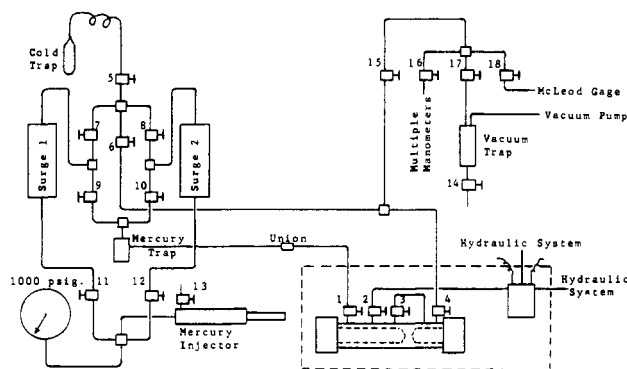 Cold
Trap
5
15
16
17
18
McLeod Gage
Vacuum Pump
Multiple
Manometers
Vacuum
Trap
14
Surge 1
7
8
6
Surge 2
9
10
Mercury
Trap
Union
Hydraulic System
Hydraulic
System
1000 psig.
11
12
13
Mercury
Injector
1
2
3
4